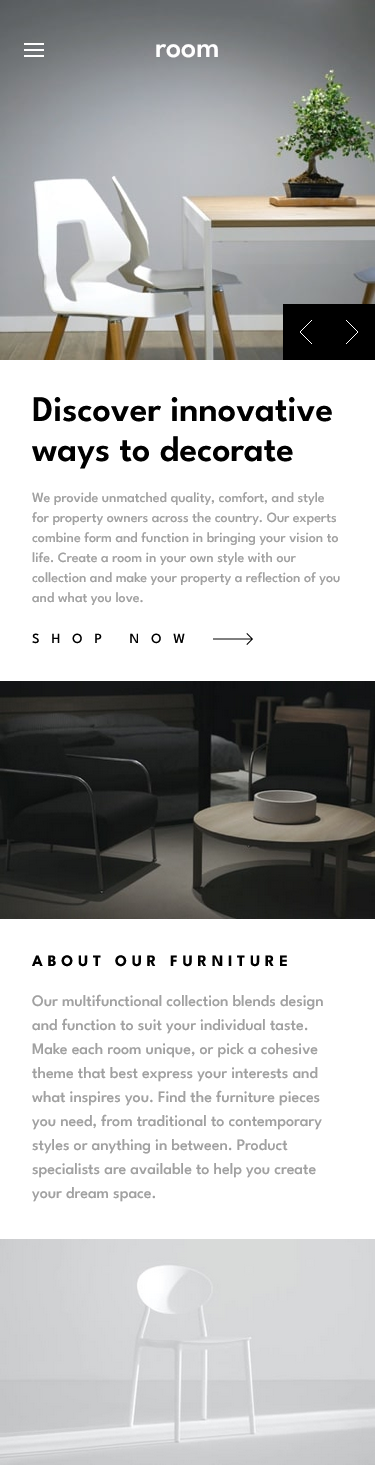 room
Discover innovative
ways to decorate
We provide unmatched quality, comfort, and style
for property owners across the country. Our experts
combine form and function in bringing your vision to
life. Create a room in your own style with our
collection and make your property a reflection of you
and what you love.
SHOP NOW
ABOUT OUR FURNITURE
Our multifunctional collection blends design
and function to suit your individual taste.
Make each room unique, or pick a cohesive
theme that best express your interests and
what inspires you. Find the furniture pieces
you need, from traditional to contemporary
styles or anything in between. Product
specialists are available to help you create
your dream space.